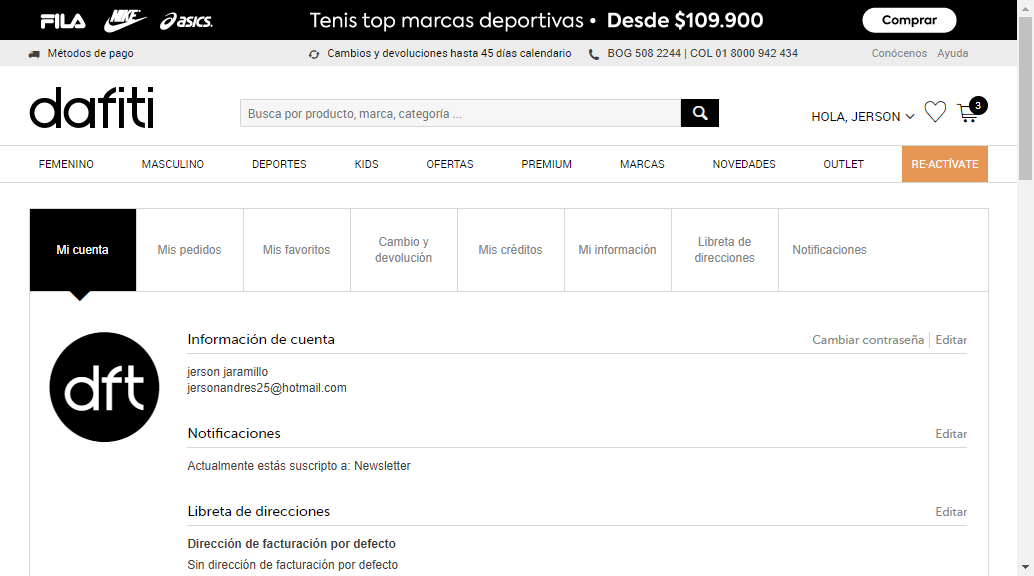 FILA NIKE asics. Tenis top marcas deportivas • Desde $109.900 Comprar
Métodos de pago Cambios y devoluciones hasta 45 días calendario BOG 508 2244 | COL 01 8000 942 434 Conócenos Ayuda
dafiti Busca por producto, marca, categoría ... HOLA, JERSON 3
FEMENINO MASCULINO DEPORTES KIDS OFERTAS PREMIUM MARCAS NOVEDADES OUTLET RE-ACTÍVATE
Mi cuenta
Mis pedidos
Mis favoritos
Cambio y
devolución
Mis créditos
Mi información
Libreta de
direcciones
Notificaciones
dft
Información de cuenta Cambiar contraseña | Editar
jerson jaramillo
jersonandres25@hotmail.com
Notificaciones Editar
Actualmente estás suscripto a: Newsletter
Libreta de direcciones Editar
Dirección de facturación por defecto
Sin dirección de facturación por defecto